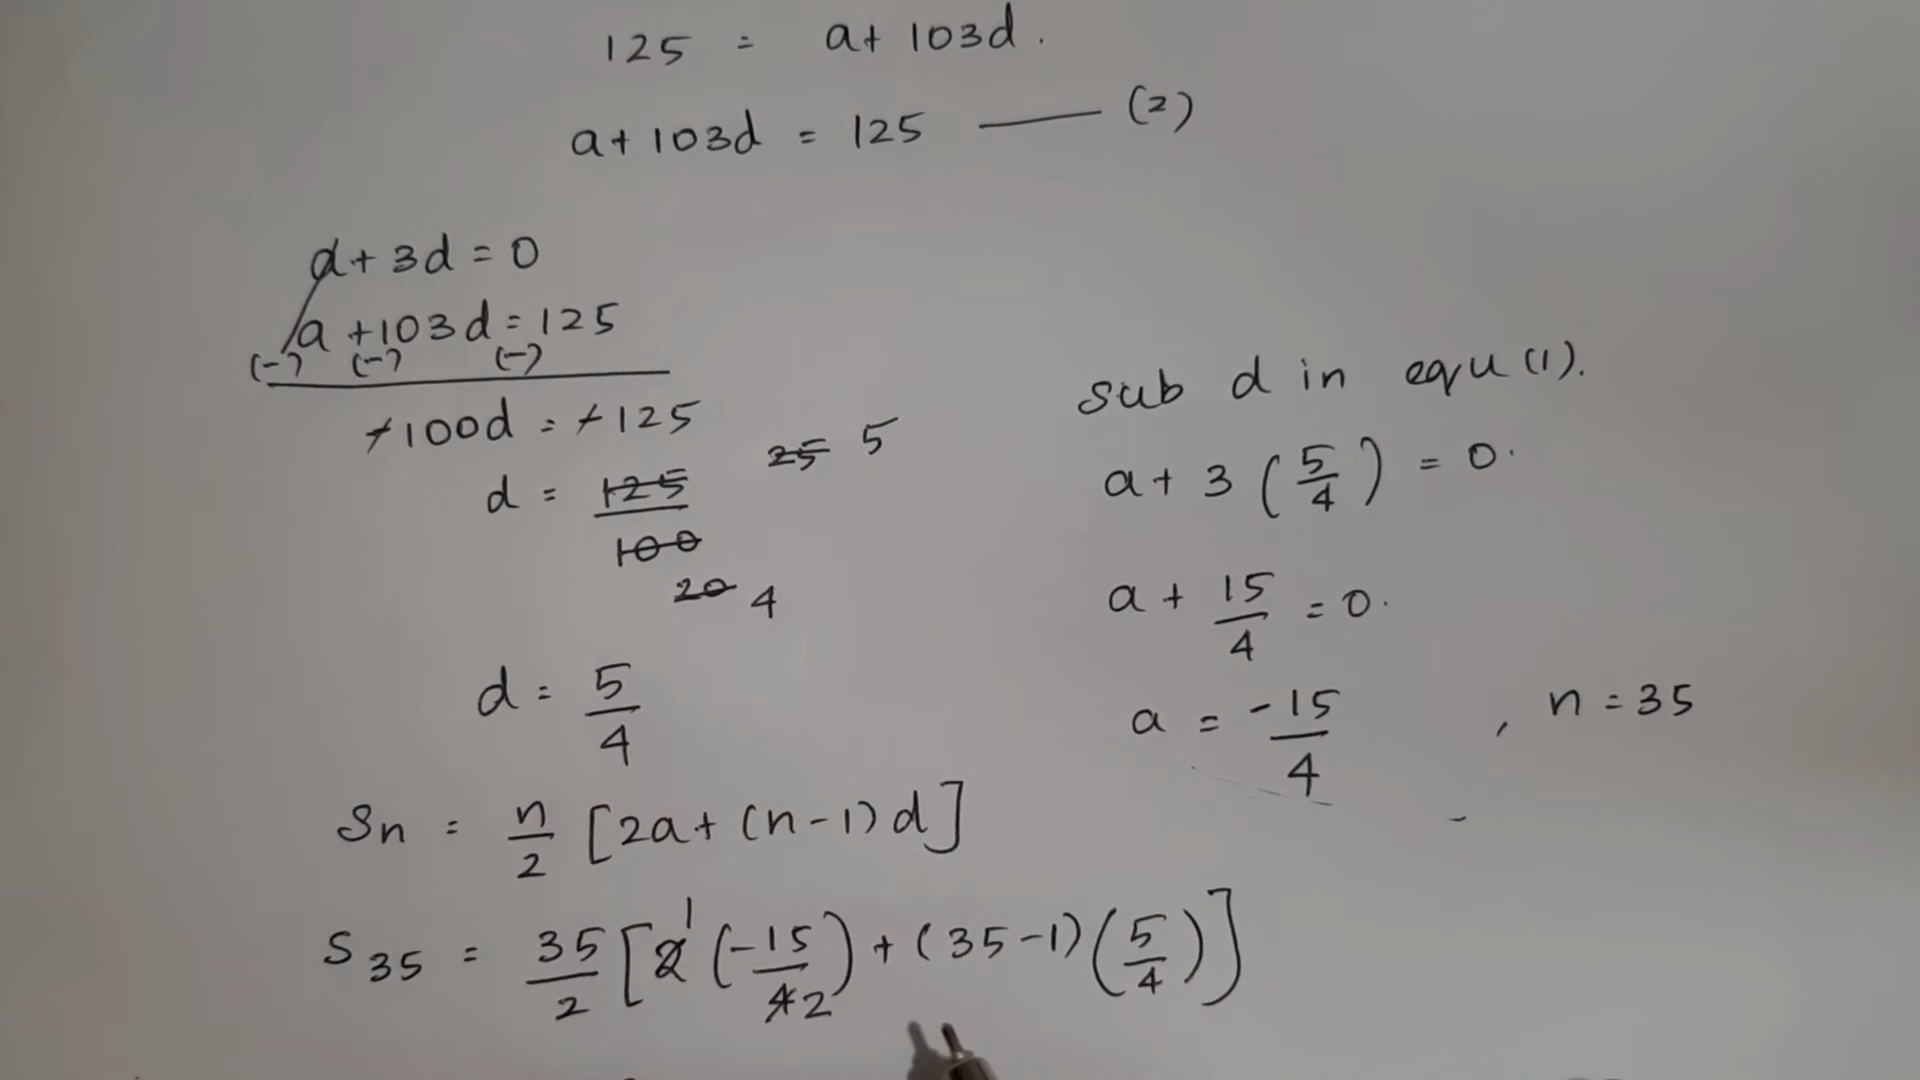 125 = a+ 103d.
a+ 103d = 125 —— (2)
a+ 3d = 0
a +103d = 125
(-) (-) (-)
-100d = -125
d = 125/100 25 5
20 4
d = 5/4
sub d in equ (1).
a+ 3 (5/4) = 0.
a + 15/4 = 0.
a = -15/4 , n = 35
Sn = n/2 [2a+ (n-1) d]
S35 = 35/2 [2 1 (-15/4 2) + (35-1) (5/4)]